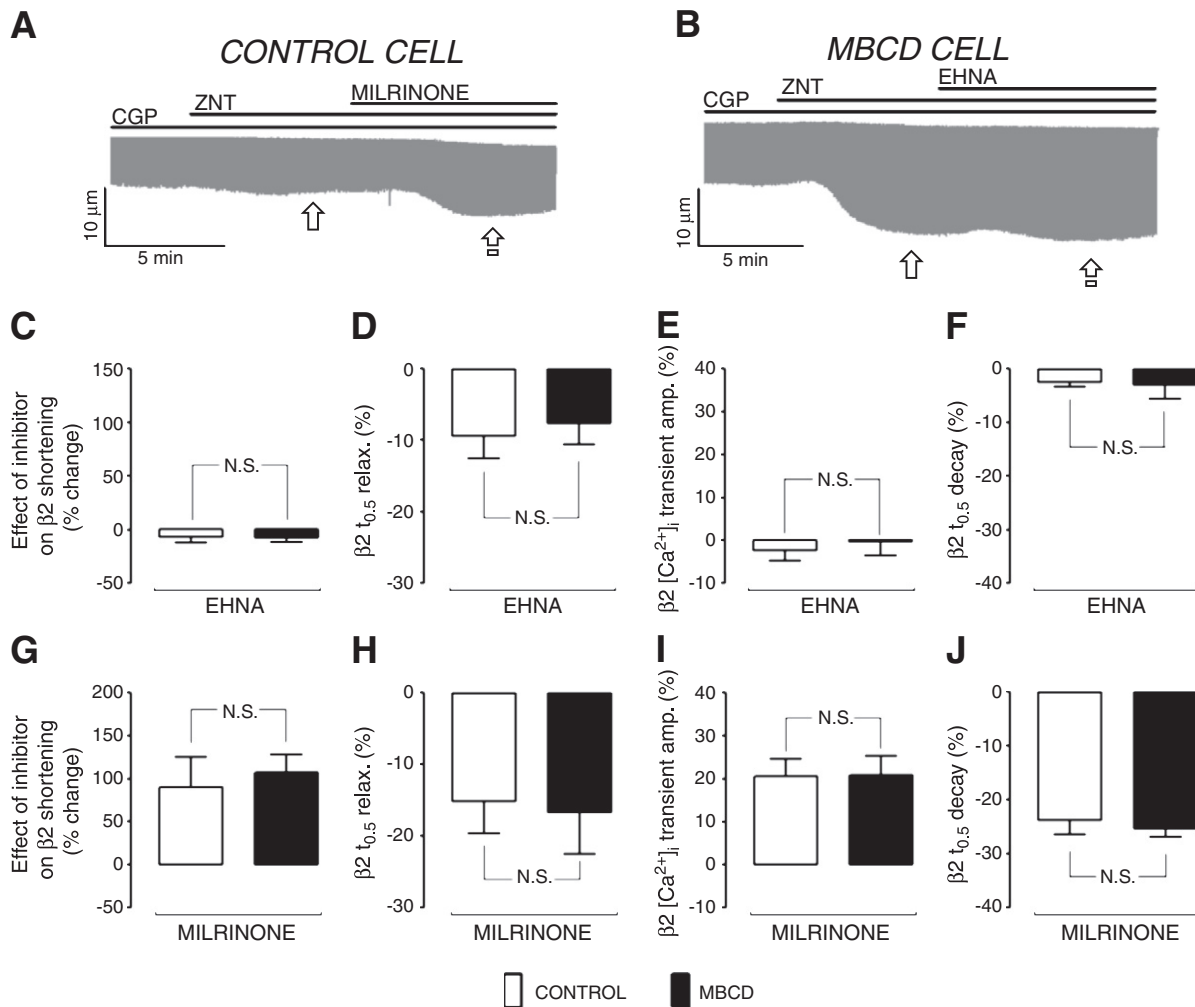 A
CONTROL CELL
MILRINONE
ZNT
CGP
10 μm
5 min
B
MBCD CELL
EHNA
ZNT
CGP
10 μm
5 min
C
Effect of inhibitor
on β2 shortening
(% change)
150
100
50
0
-50
N.S.
EHNA
D
β2 t0.5 relax. (%)
0
-10
-20
-30
N.S.
EHNA
E
β2 [Ca2+]i transient amp. (%)
40
30
20
10
0
-10
N.S.
EHNA
F
β2 t0.5 decay (%)
0
-10
-20
-30
-40
N.S.
EHNA
G
Effect of inhibitor
on β2 shortening
(% change)
200
150
100
50
0
-50
N.S.
MILRINONE
H
β2 t0.5 relax. (%)
0
-10
-20
-30
N.S.
MILRINONE
I
β2 [Ca2+]i transient amp. (%)
40
30
20
10
0
-10
N.S.
MILRINONE
J
β2 t0.5 decay (%)
0
-10
-20
-30
-40
N.S.
MILRINONE
CONTROL
MBCD